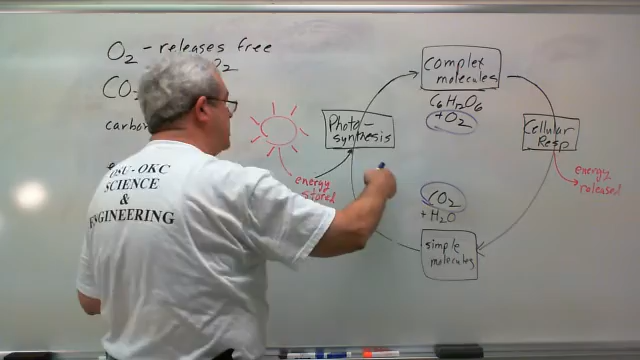 O₂ - releases free
O₂
CO₂
carbo
OSU-OKC
SCIENCE
&
ENGINEERING
energy
stored
Photo-
synthesis
Complex
molecules
C₆H₁₂O₆
+O₂
Cellular
Resp
energy
released
CO₂
+ H₂O
simple
molecules